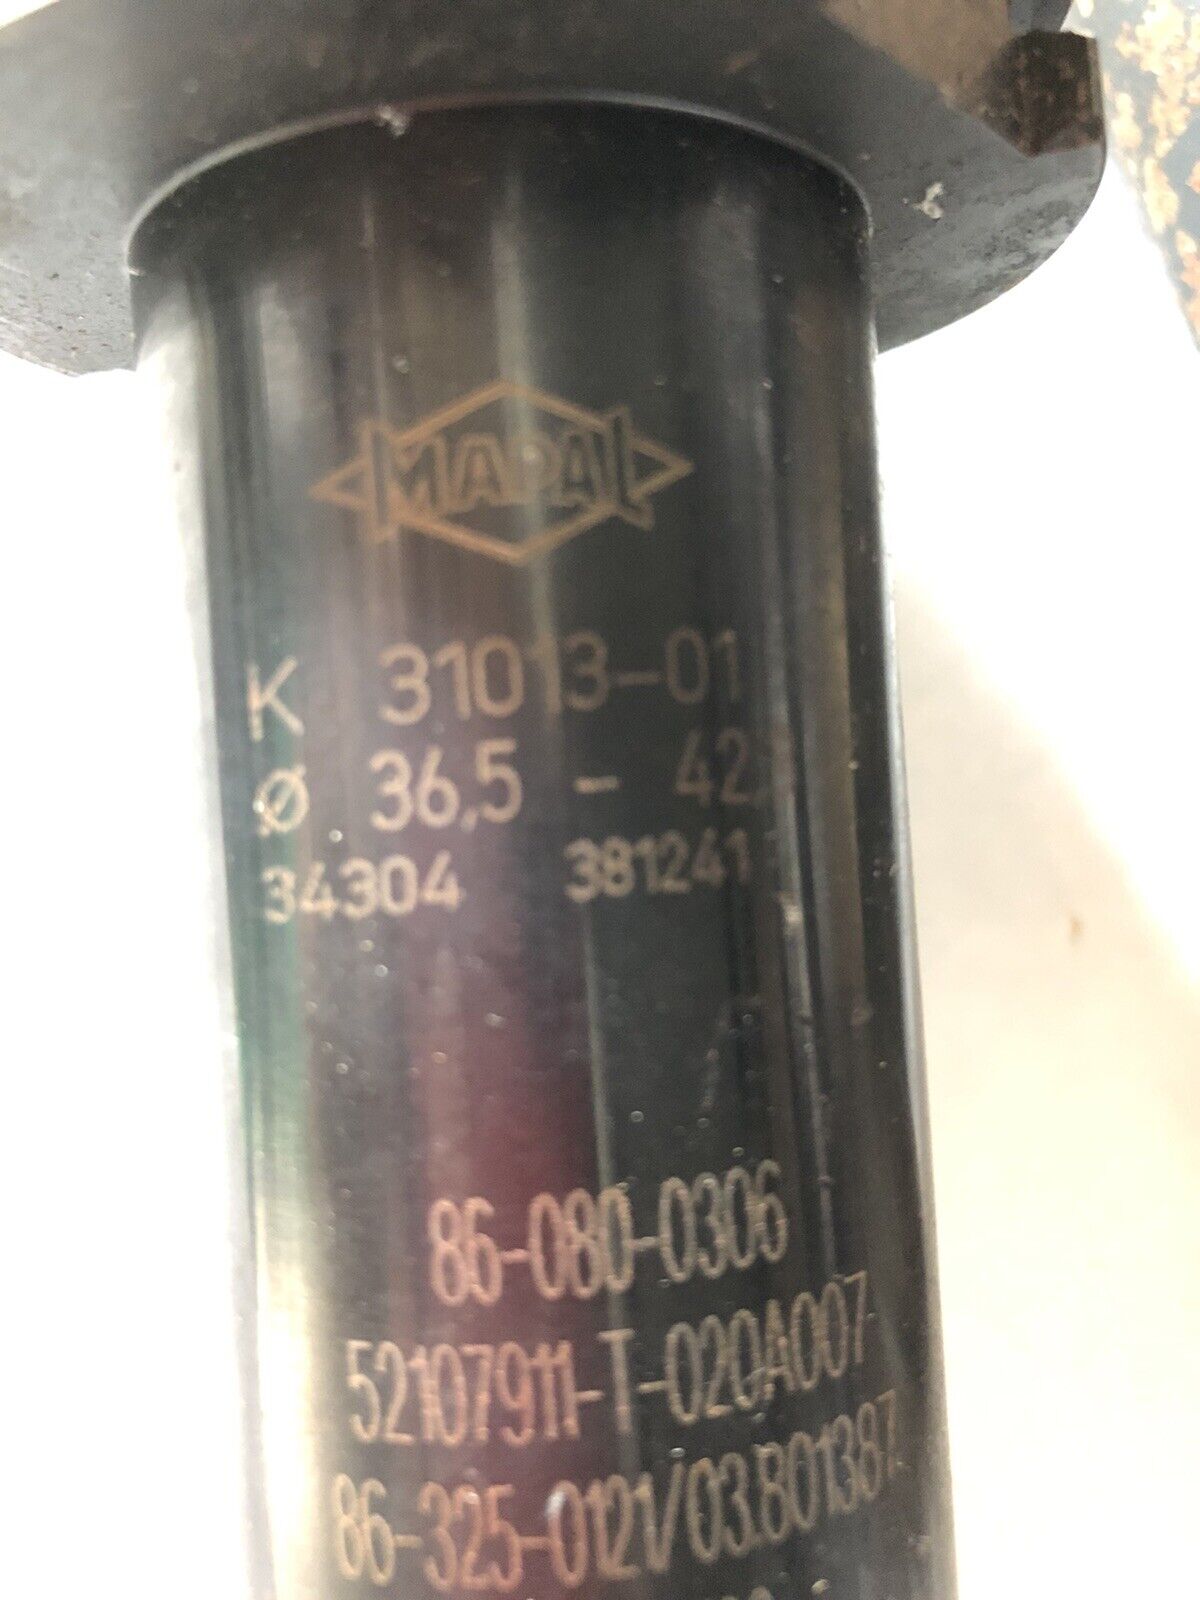 MAPAL
K 31013-01
Ø 36,5 - 42
34304 381241
86-080-0306
52107911-T-020A007
86-325-0121/03.801387